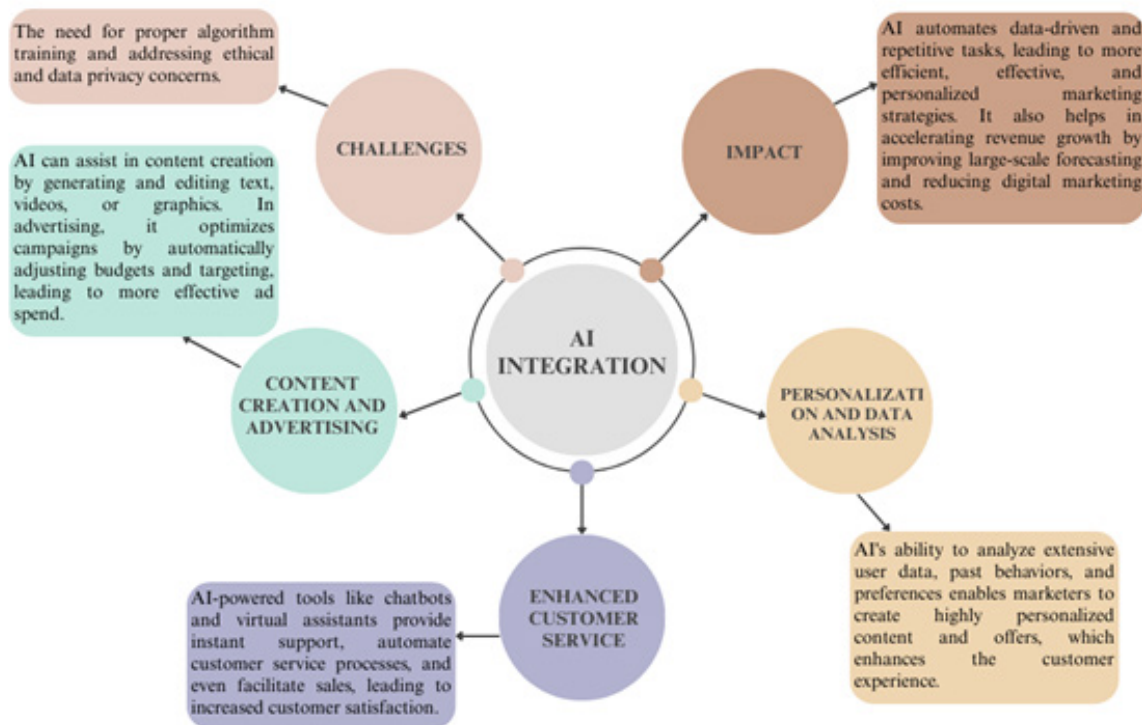 The need for proper algorithm
training and addressing ethical
and data privacy concerns.
CHALLENGES
AI automates data-driven and
repetitive tasks, leading to more
efficient, effective, and
personalized marketing
strategies. It also helps in
accelerating revenue growth by
improving large-scale forecasting
and reducing digital marketing
costs.
IMPACT
AI can assist in content creation
by generating and editing text,
videos, or graphics. In
advertising, it optimizes
campaigns by automatically
adjusting budgets and targeting,
leading to more effective ad
spend.
AI
INTEGRATION
CONTENT
CREATION AND
ADVERTISING
PERSONALIZATI
ON AND DATA
ANALYSIS
ENHANCED
CUSTOMER
SERVICE
AI-powered tools like chatbots
and virtual assistants provide
instant support, automate
customer service processes, and
even facilitate sales, leading to
increased customer satisfaction.
AI's ability to analyze extensive
user data, past behaviors, and
preferences enables marketers to
create highly personalized
content and offers, which
enhances the customer
experience.